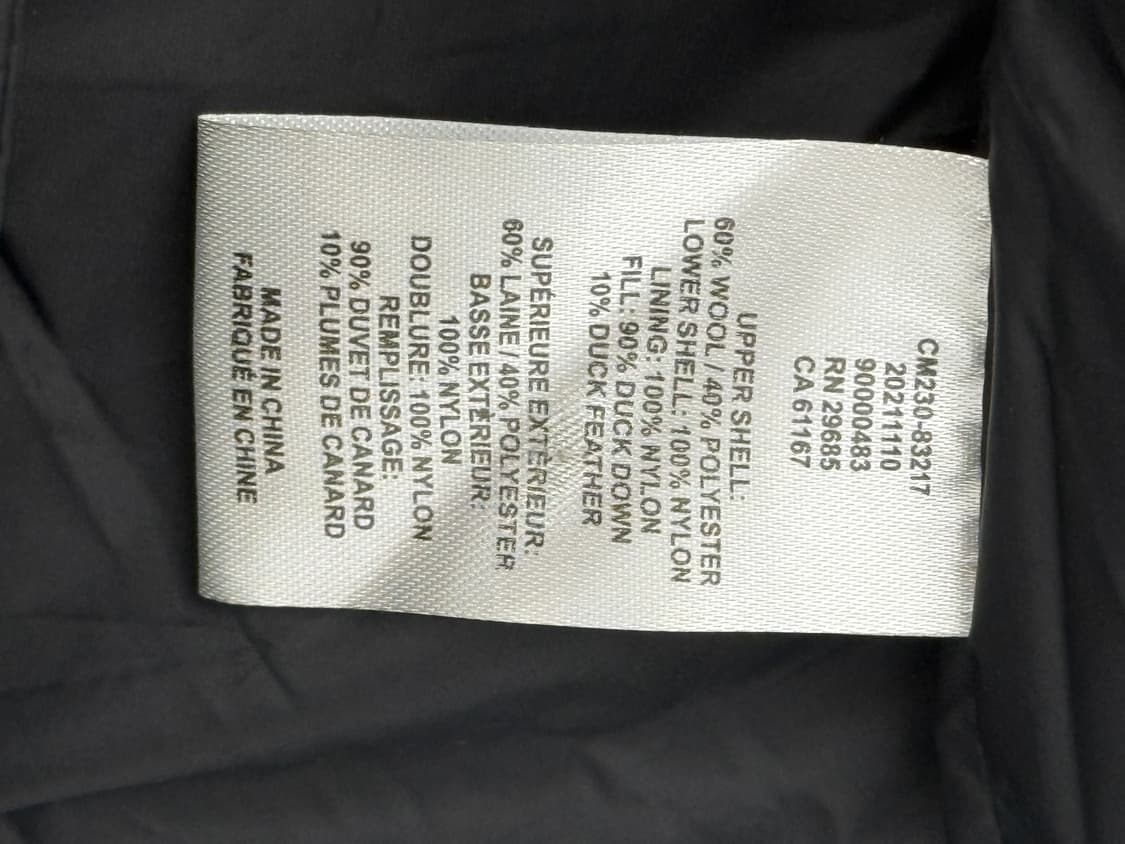 CM230-83217
20211110
90000483
RN 29685
CA 61167
UPPER SHELL:
60% WOOL / 40% POLYESTER
LOWER SHELL: 100% NYLON
LINING: 100% NYLON
FILL: 90% DUCK DOWN
10% DUCK FEATHER
SUPÉRIEURE EXTÉRIEUR:
60% LAINE / 40% POLYESTER
BASSE EXTÉRIEUR:
100% NYLON
DOUBLURE: 100% NYLON
REMPLISSAGE:
90% DUVET DE CANARD
10% PLUMES DE CANARD
MADE IN CHINA
FABRIQUÉ EN CHINE